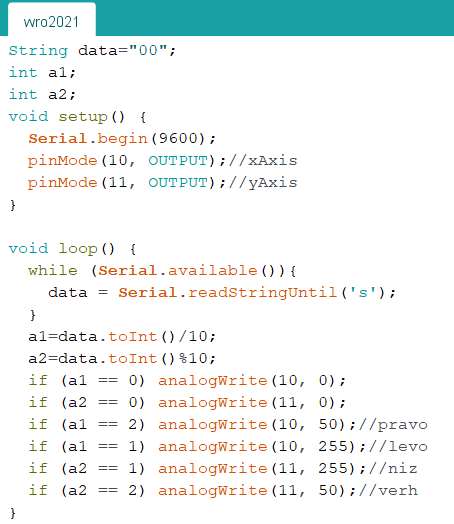 wro2021
String data="00";
int a1;
int a2;
void setup() {
  Serial.begin(9600);
  pinMode(10, OUTPUT);//xAxis
  pinMode(11, OUTPUT);//yAxis
}

void loop() {
  while (Serial.available()){
    data = Serial.readStringUntil('s');
  }
  a1=data.toInt()/10;
  a2=data.toInt()%10;
  if (a1 == 0) analogWrite(10, 0);
  if (a2 == 0) analogWrite(11, 0);
  if (a1 == 2) analogWrite(10, 50);//pravo
  if (a1 == 1) analogWrite(10, 255);//levo
  if (a2 == 1) analogWrite(11, 255);//niz
  if (a2 == 2) analogWrite(11, 50);//verh
}